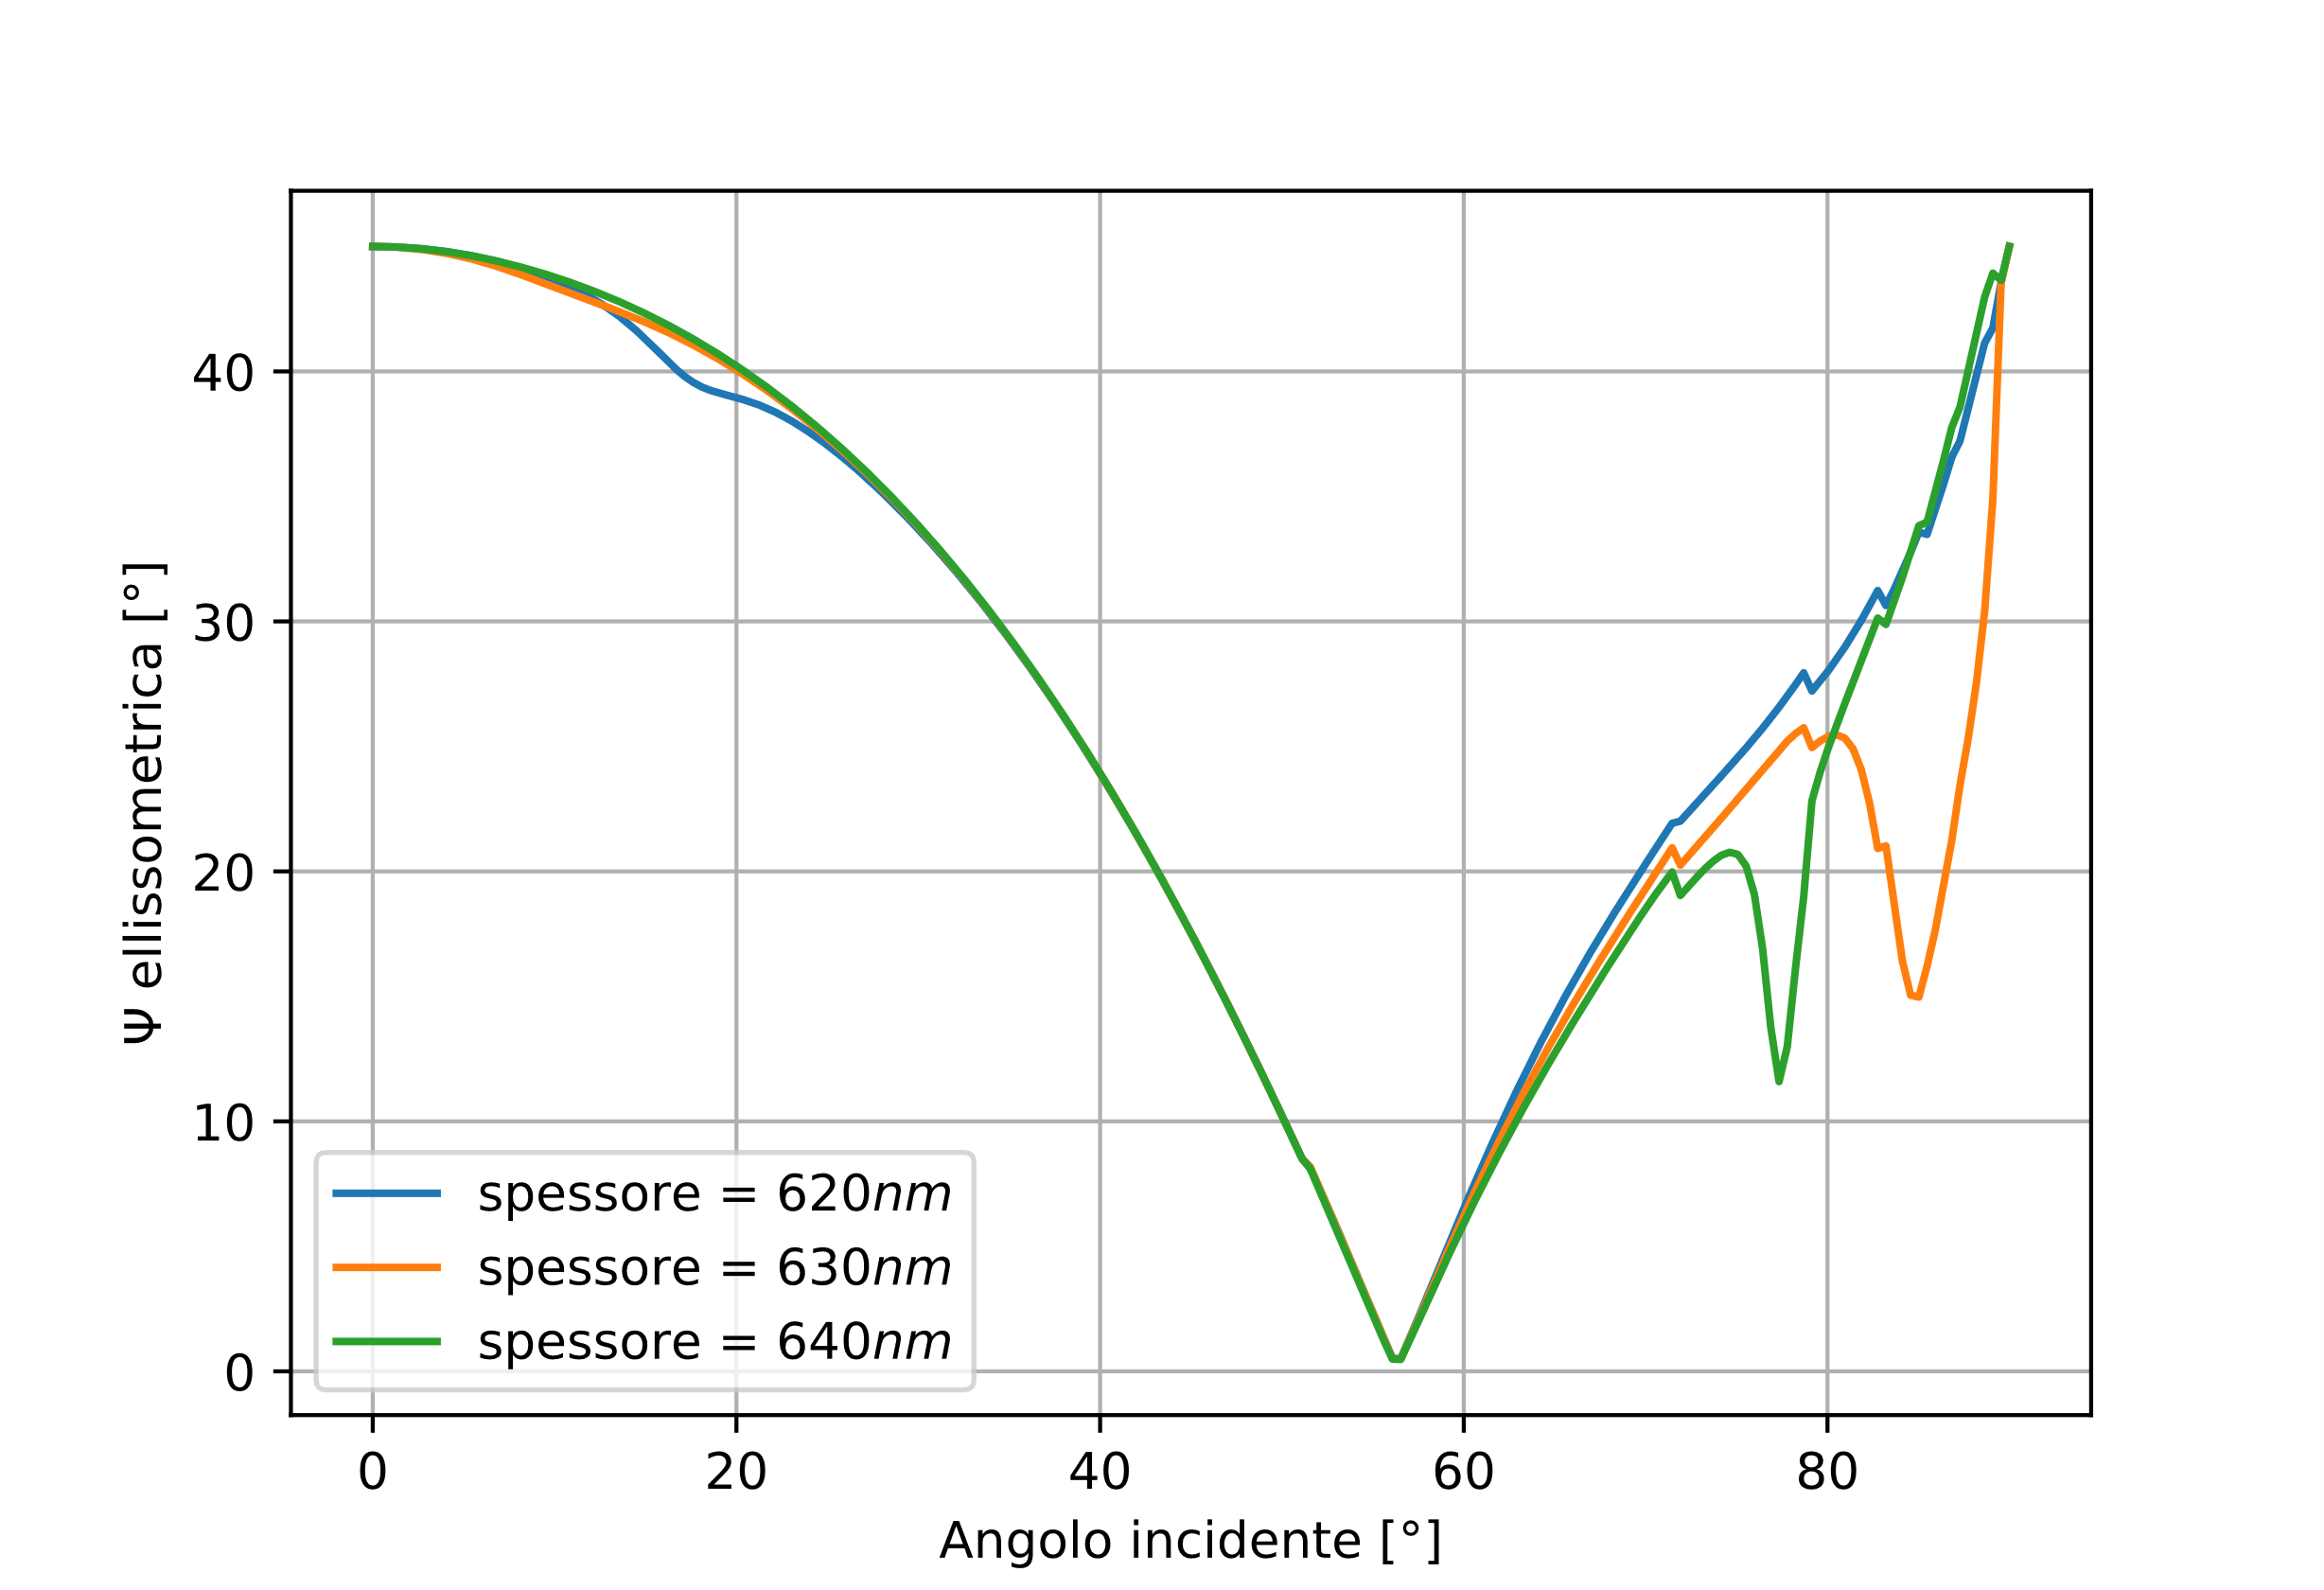 Ψ ellissometrica [°]
40
30
20
10
0
spessore = 620nm
spessore = 630nm
spessore = 640nm
0 20 40 60 80
Angolo incidente [°]